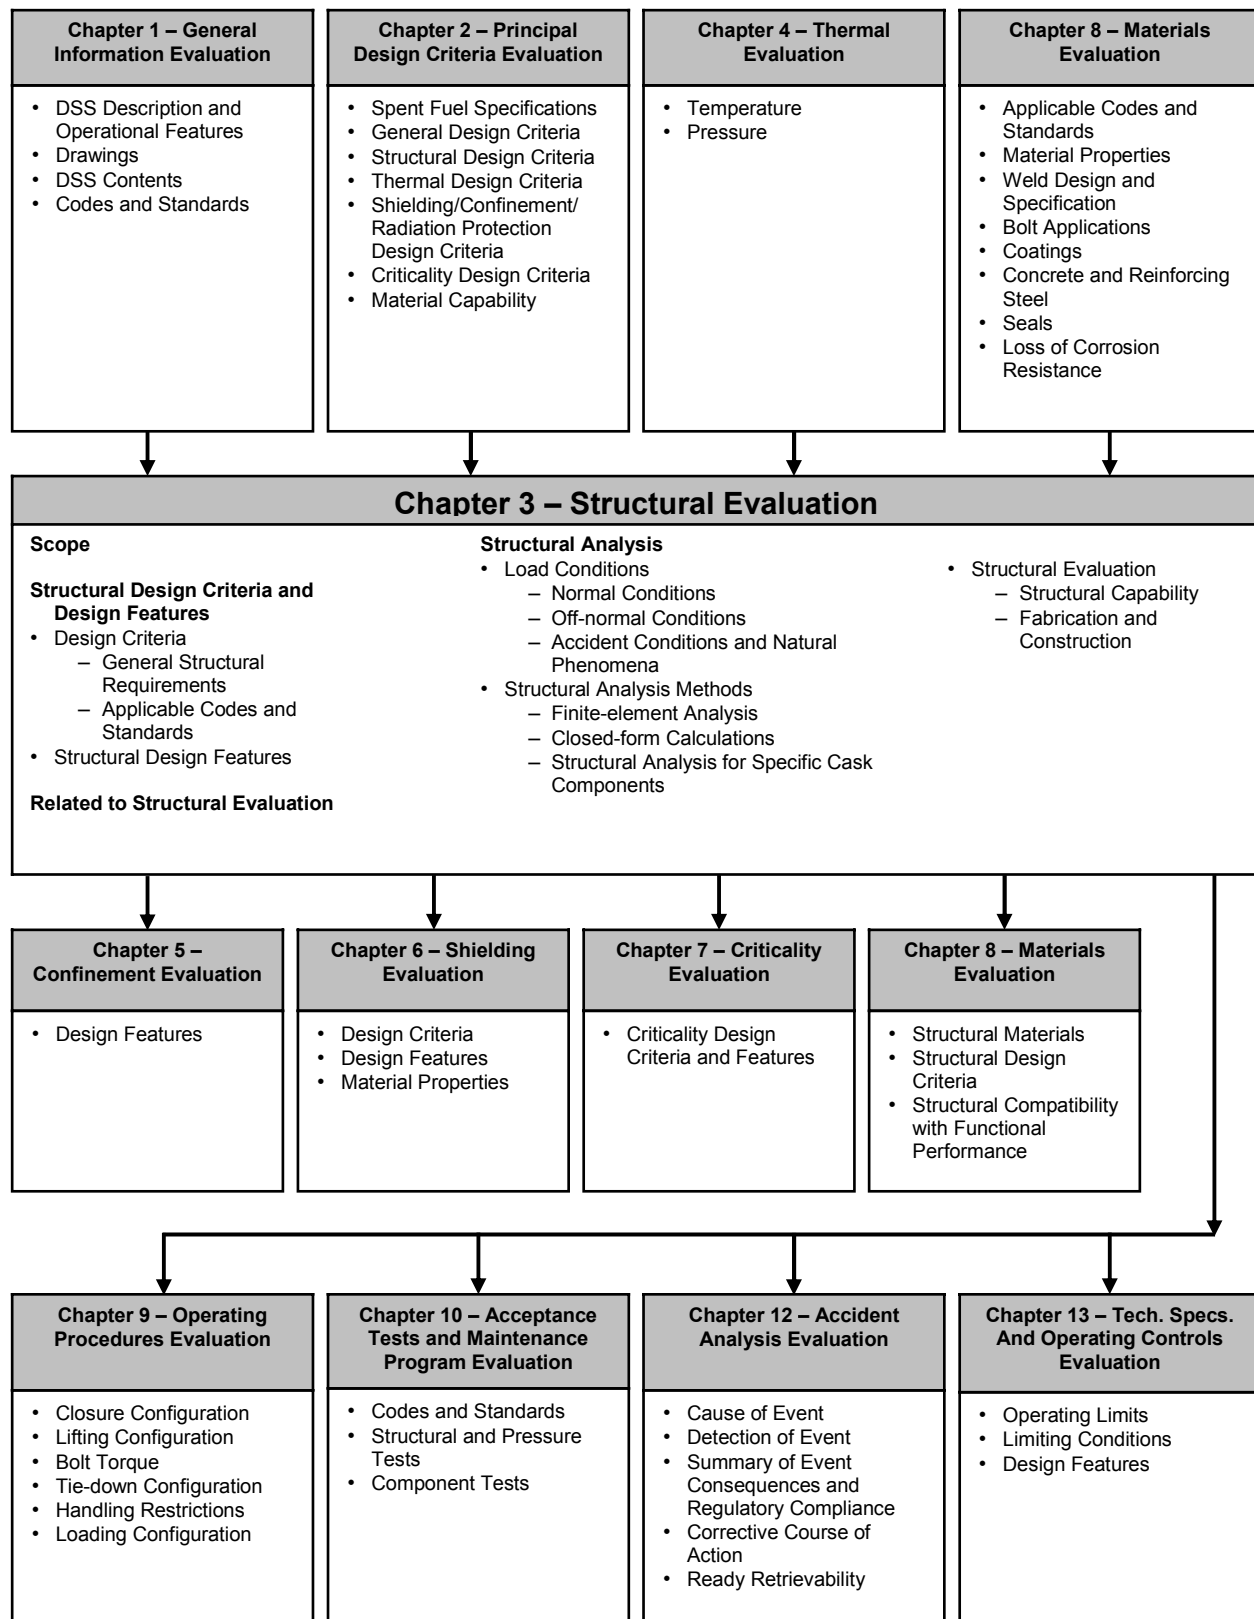 Chapter 1 – General
Information Evaluation
• DSS Description and
Operational Features
• Drawings
• DSS Contents
• Codes and Standards
Chapter 2 – Principal
Design Criteria Evaluation
• Spent Fuel Specifications
• General Design Criteria
• Structural Design Criteria
• Thermal Design Criteria
• Shielding/Confinement/
Radiation Protection
Design Criteria
• Criticality Design Criteria
• Material Capability
Chapter 4 – Thermal
Evaluation
• Temperature
• Pressure
Chapter 8 – Materials
Evaluation
• Applicable Codes and
Standards
• Material Properties
• Weld Design and
Specification
• Bolt Applications
• Coatings
• Concrete and Reinforcing
Steel
• Seals
• Loss of Corrosion
Resistance
Chapter 3 – Structural Evaluation
Scope
Structural Design Criteria and
Design Features
• Design Criteria
– General Structural
Requirements
– Applicable Codes and
Standards
• Structural Design Features
Related to Structural Evaluation
Structural Analysis
• Load Conditions
– Normal Conditions
– Off-normal Conditions
– Accident Conditions and Natural
Phenomena
• Structural Analysis Methods
– Finite-element Analysis
– Closed-form Calculations
– Structural Analysis for Specific Cask
Components
• Structural Evaluation
– Structural Capability
– Fabrication and
Construction
Chapter 5 –
Confinement Evaluation
• Design Features
Chapter 6 – Shielding
Evaluation
• Design Criteria
• Design Features
• Material Properties
Chapter 7 – Criticality
Evaluation
• Criticality Design
Criteria and Features
Chapter 8 – Materials
Evaluation
• Structural Materials
• Structural Design
Criteria
• Structural Compatibility
with Functional
Performance
Chapter 9 – Operating
Procedures Evaluation
• Closure Configuration
• Lifting Configuration
• Bolt Torque
• Tie-down Configuration
• Handling Restrictions
• Loading Configuration
Chapter 10 – Acceptance
Tests and Maintenance
Program Evaluation
• Codes and Standards
• Structural and Pressure
Tests
• Component Tests
Chapter 12 – Accident
Analysis Evaluation
• Cause of Event
• Detection of Event
• Summary of Event
Consequences and
Regulatory Compliance
• Corrective Course of
Action
• Ready Retrievability
Chapter 13 – Tech. Specs.
And Operating Controls
Evaluation
• Operating Limits
• Limiting Conditions
• Design Features